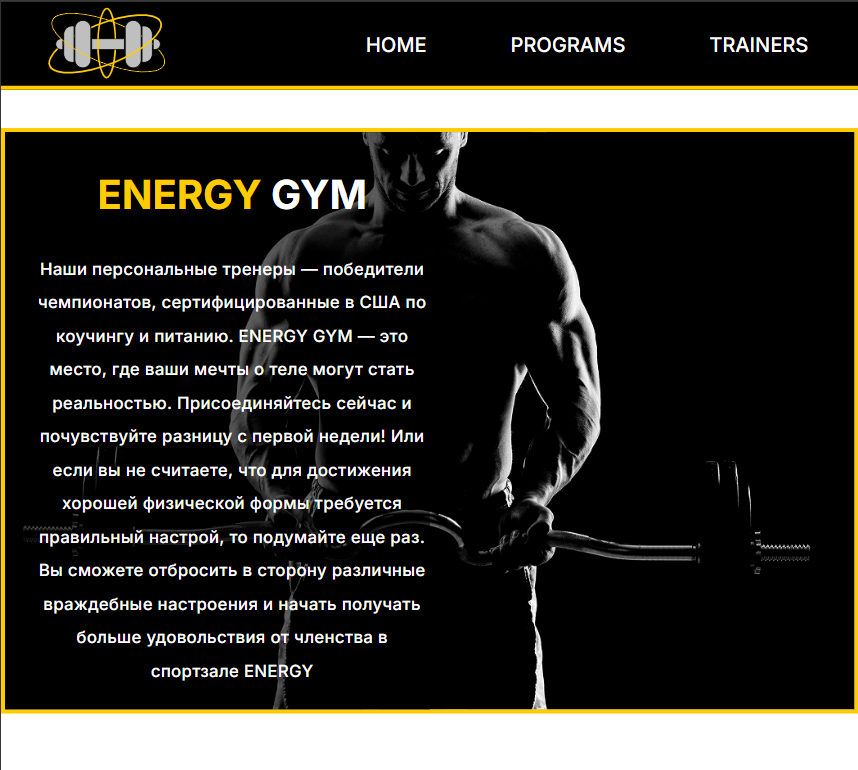 HOME PROGRAMS TRAINERS
ENERGY GYM
Наши персональные тренеры — победители
чемпионатов, сертифицированные в США по
коучингу и питанию. ENERGY GYM — это
место, где ваши мечты о теле могут стать
реальностью. Присоединяйтесь сейчас и
почувствуйте разницу с первой недели! Или
если вы не считаете, что для достижения
хорошей физической формы требуется
правильный настрой, то подумайте еще раз.
Вы сможете отбросить в сторону различные
враждебные настроения и начать получать
больше удовольствия от членства в
спортзале ENERGY